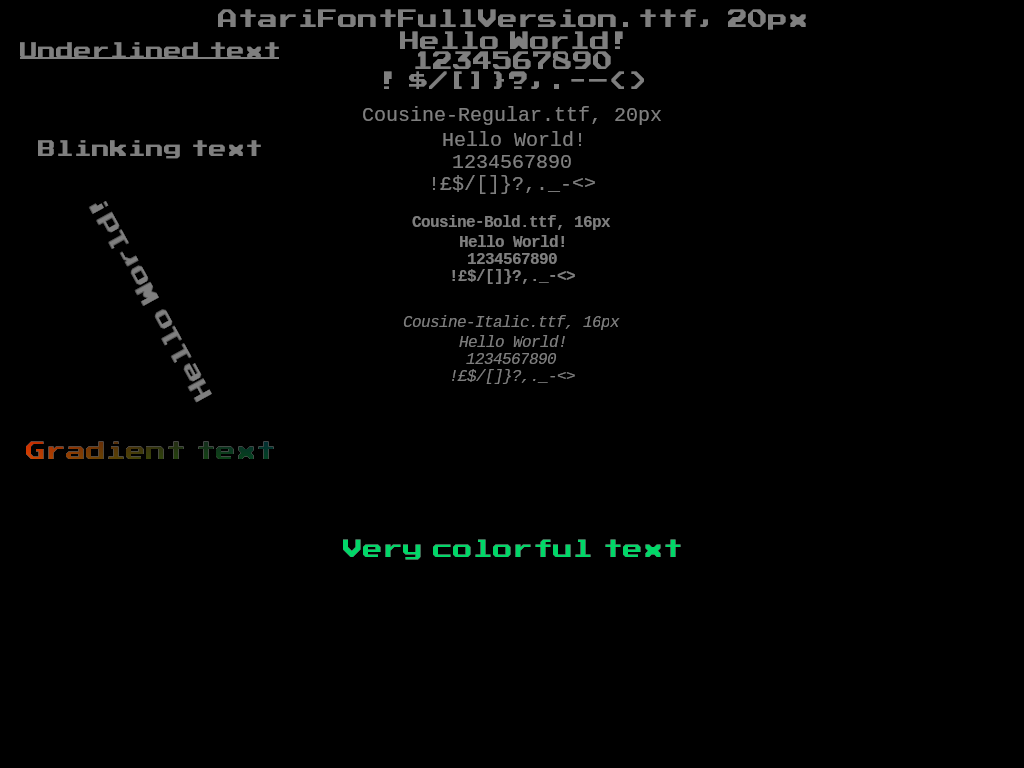 AtariFontFullVersion.ttf, 20px
Hello World!
1234567890
! $/[]}?,.--<>
Underlined text
Cousine-Regular.ttf, 20px
Hello World!
1234567890
!£$/[]}?,._-<>
Blinking text
Cousine-Bold.ttf, 16px
Hello World!
1234567890
!£$/[]}?,._-<>
Hello World!
Cousine-Italic.ttf, 16px
Hello World!
1234567890
!£$/[]}?,._-<>
Gradient text
Very colorful text